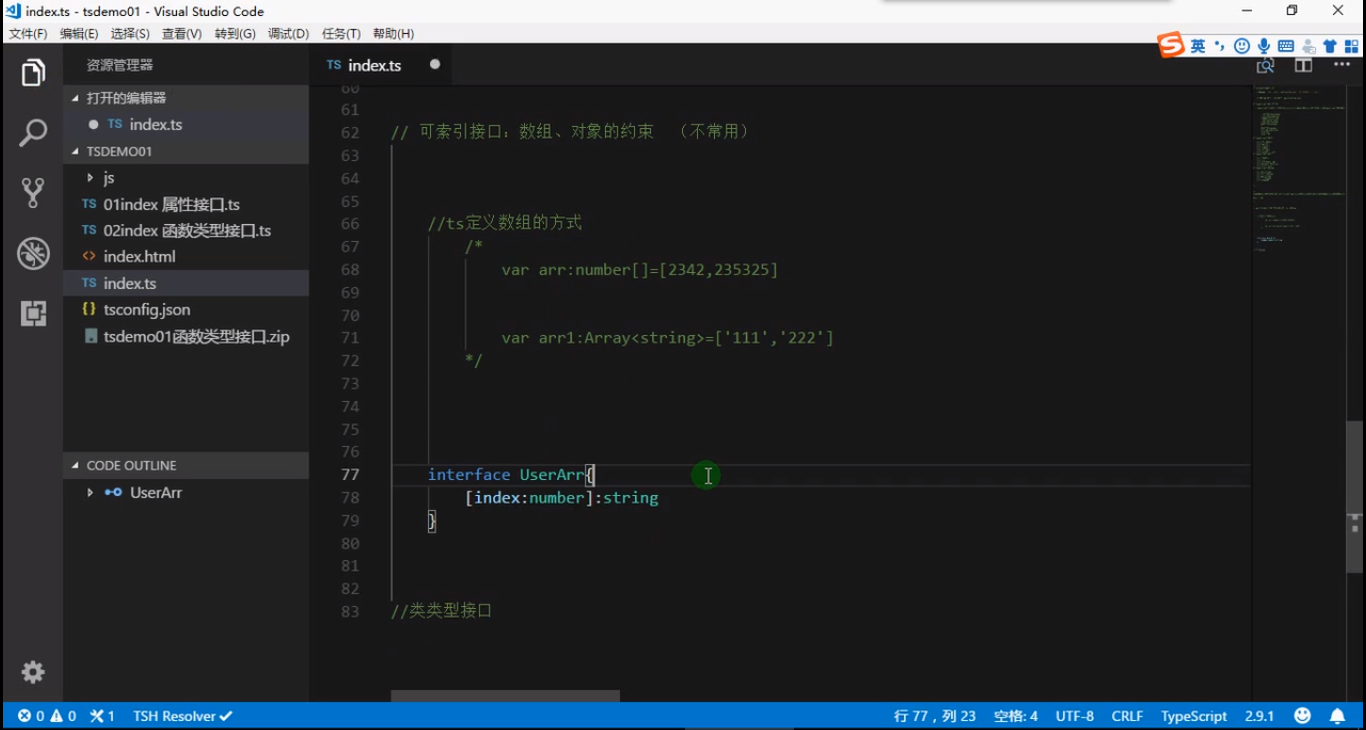 index.ts - tsdemo01 - Visual Studio Code
文件(F) 编辑(E) 选择(S) 查看(V) 转到(G) 调试(D) 任务(T) 帮助(H)
英
资源管理器
TS index.ts
打开的编辑器
TS index.ts
TSDEMO01
js
TS 01index 属性接口.ts
TS 02index 函数类型接口.ts
<> index.html
TS index.ts
{} tsconfig.json
tsdemo01函数类型接口.zip
CODE OUTLINE
UserArr
60
61
62 // 可索引接口：数组、对象的约束 （不常用）
63
64
65
66 //ts定义数组的方式
67 /*
68 var arr:number[]=[2342,235325]
69
70
71 var arr1:Array<string>=['111','222']
72 */
73
74
75
76
77 interface UserArr{
78 [index:number]:string
79 }
80
81
82
83 //类类型接口
0 0 1 TSH Resolver
行 77，列 23 空格: 4 UTF-8 CRLF TypeScript 2.9.1